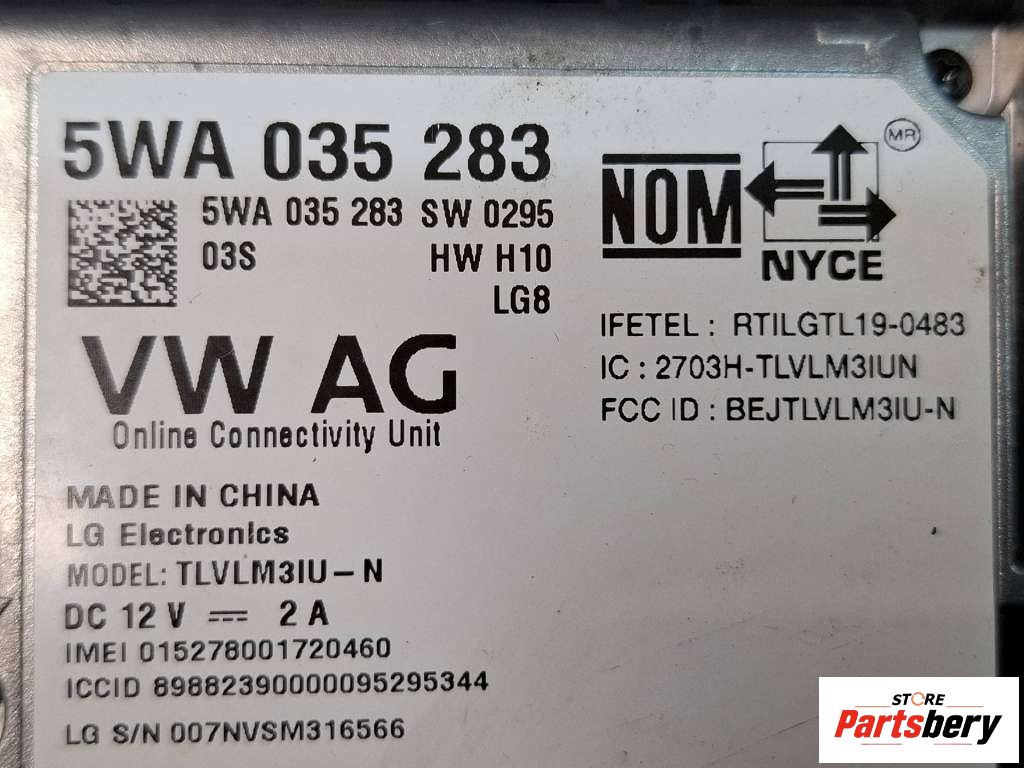 5WA 035 283
5WA 035 283 SW 0295
03S HW H10
LG8
VW AG
Online Connectivity Unit
MADE IN CHINA
LG Electronics
MODEL: TLVLM3IU-N
DC 12 V ⎓ 2 A
IMEI 015278001720460
ICCID 89882390000095295344
LG S/N 007NVSM316566
NOM
MR
NYCE
IFETEL : RTILGTL19-0483
IC : 2703H-TLVLM3IUN
FCC ID : BEJTLVLM3IU-N
STORE
Partsbery